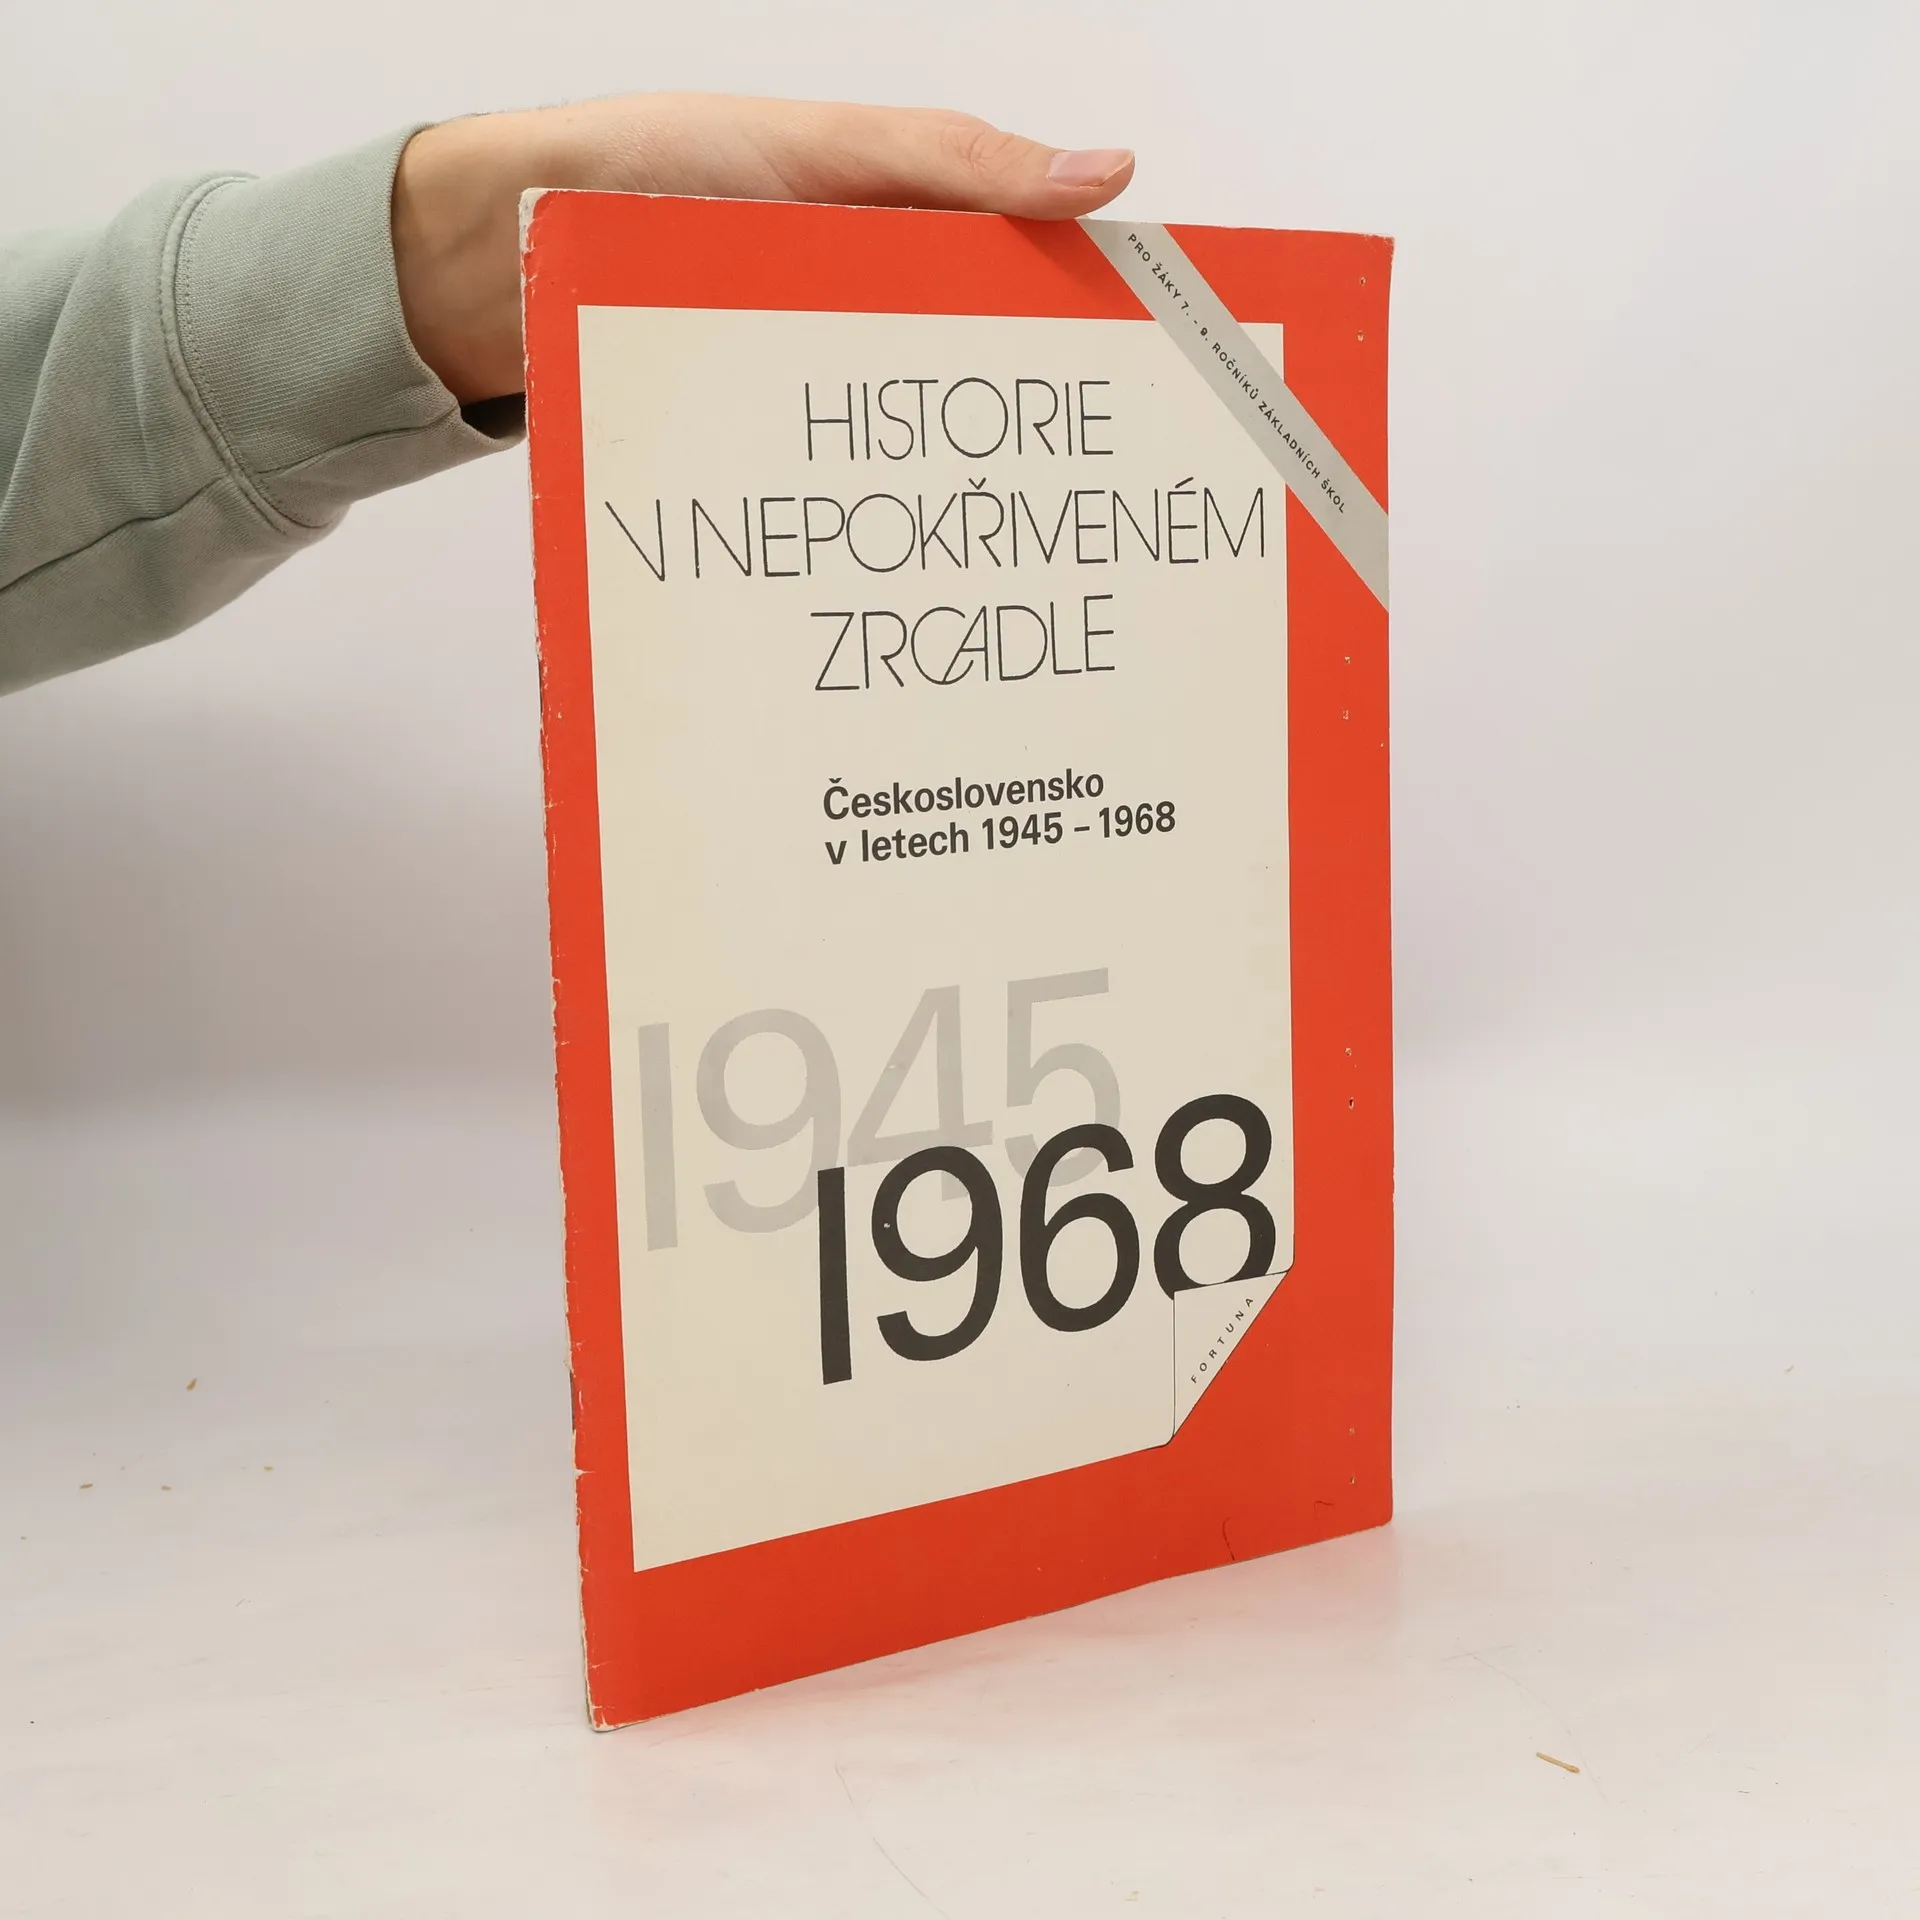 PRO ŽÁKY 7. - 9. ROČNÍKŮ ZÁKLADNÍCH ŠKOL
HISTORIE
V NEPOKŘIVENÉM
ZRCADLE
Československo
v letech 1945 – 1968
1945
1968
FORTUNA